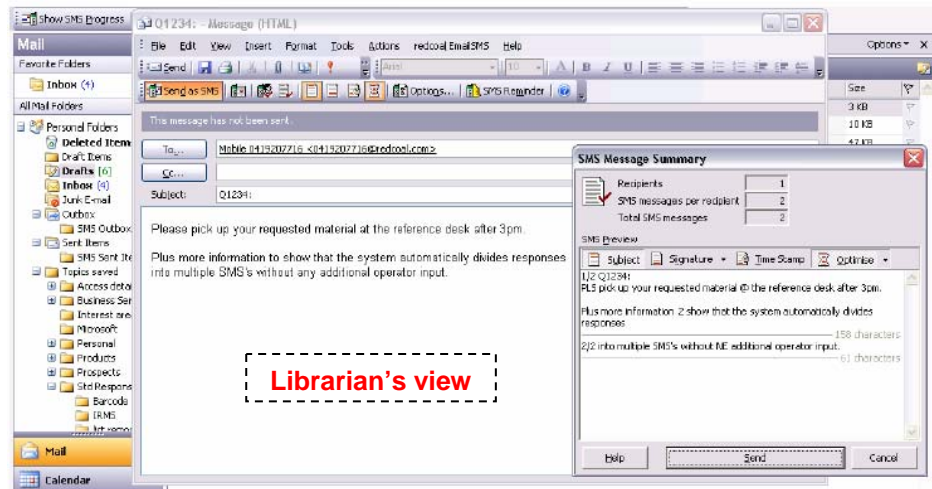 Show SMS Progress
Q1234: - Message (HTML)
Mail
File Edit View Insert Format Tools Actions redcoal EmailSMS Help
Options
Favorite Folders
Send
Arial
10
A B I U
Inbox (4)
Send as SMS
Options...
SMS Reminder
Size
All Mail Folders
This message has not been sent.
3 KB
Personal Folders
10 KB
Deleted Item
To...
Mobile 0419207716 <0419207716@redcoal.com>
47 KB
Draft Items
Drafts [6]
Cc...
Inbox (4)
Junk E-mail
Subject:
Q1234:
Outbox
SMS Outbox
Sent Items
SMS Sent Ite
Topics saved
Access detai
Business Ser
Interest are
Microsoft
Personal
Products
Prospects
Std Respons
Barcode
IRMS
Mail
Calendar
Please pick up your requested material at the reference desk after 3pm.
Plus more information to show that the system automatically divides responses
into multiple SMS's without any additional operator input.
Librarian's view
SMS Message Summary
Recipients 1
SMS messages per recipient 2
Total SMS messages 2
SMS Preview
Subject Signature Time Stamp Optimise
1/2 Q1234:
PLS pick up your requested material @ the reference desk after 3pm.
Plus more information 2 show that the system automatically divides
responses
158 characters
2/2 into multiple SMS's without NE additional operator input.
61 characters
Help
Send
Cancel